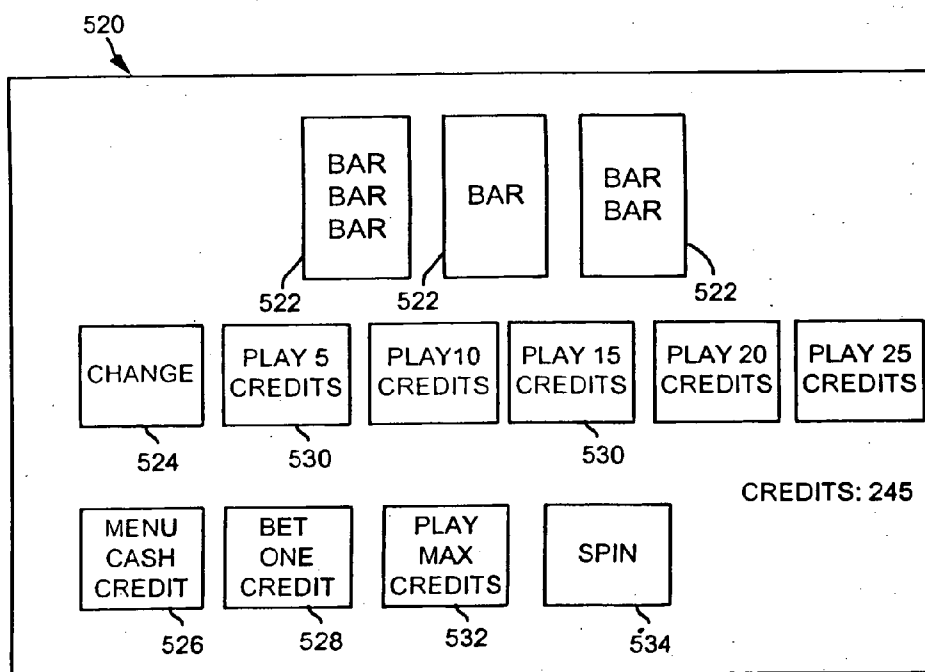 520
BAR
BAR
BAR
BAR
BAR
BAR
522
522
522
CHANGE
PLAY 5
CREDITS
PLAY10
CREDITS
PLAY 15
CREDITS
PLAY 20
CREDITS
PLAY 25
CREDITS
524
530
530
CREDITS: 245
MENU
CASH
CREDIT
BET
ONE
CREDIT
PLAY
MAX
CREDITS
SPIN
526
528
532
534